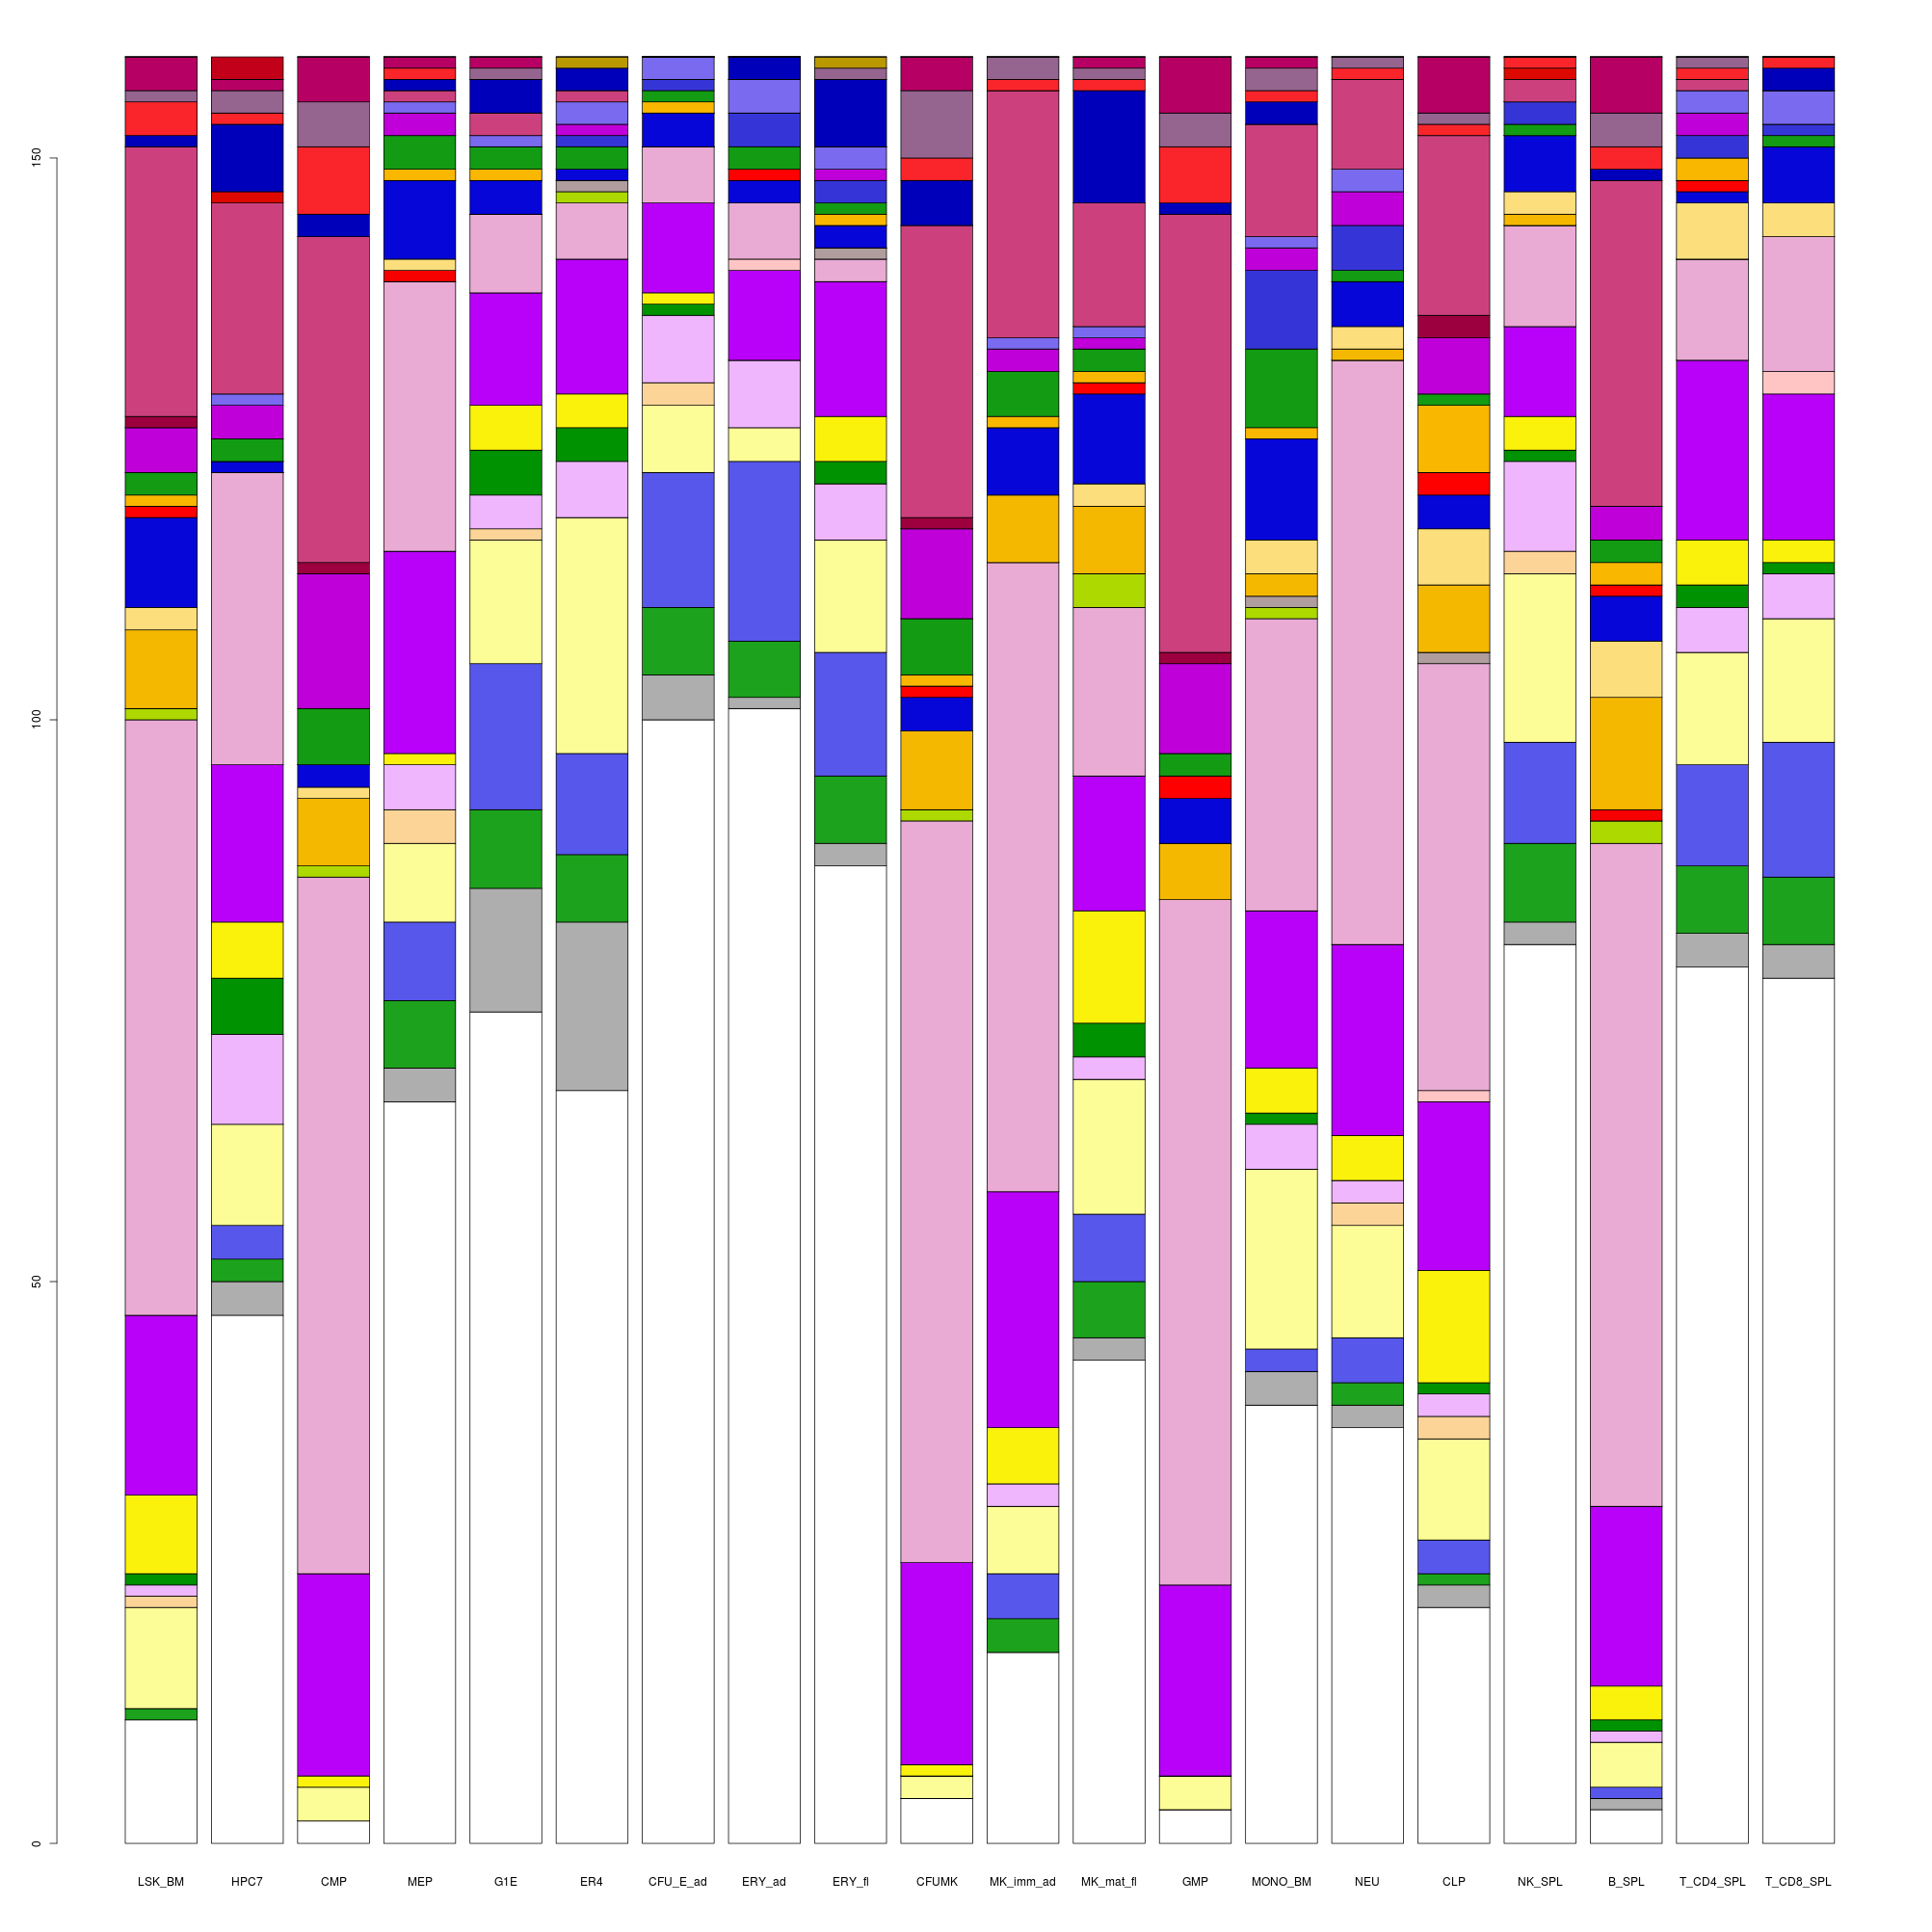 150
100
50
0
LSK_BM HPC7 CMP MEP G1E ER4 CFU_E_ad ERY_ad ERY_fl CFUMK MK_imm_ad MK_mat_fl GMP MONO_BM NEU CLP NK_SPL B_SPL T_CD4_SPL T_CD8_SPL